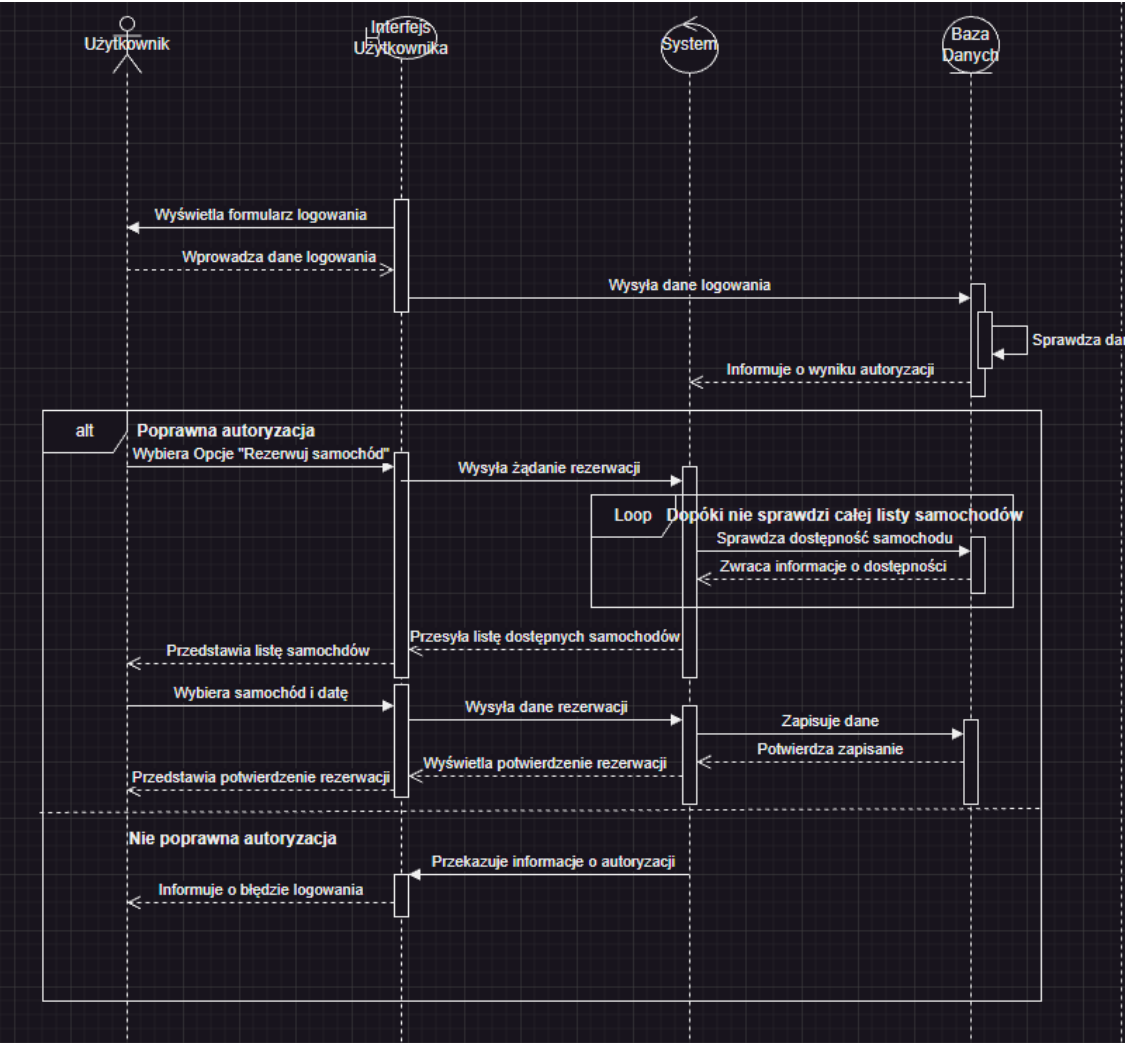 Użytkownik
Interfejs
Użytkownika
System
Baza
Danych
Wyświetla formularz logowania
Wprowadza dane logowania
Wysyła dane logowania
Sprawdza
Informuje o wyniku autoryzacji
alt
Poprawna autoryzacja
Wybiera Opcje "Rezerwuj samochód"
Wysyła żądanie rezerwacji
Loop
Dopóki nie sprawdzi całej listy samochodów
Sprawdza dostępność samochodu
Zwraca informacje o dostępności
Przesyła listę dostępnych samochodów
Przedstawia listę samochdów
Wybiera samochód i datę
Wysyła dane rezerwacji
Zapisuje dane
Potwierdza zapisanie
Wyświetla potwierdzenie rezerwacji
Przedstawia potwierdzenie rezerwacji
Nie poprawna autoryzacja
Przekazuje informacje o autoryzacji
Informuje o błędzie logowania